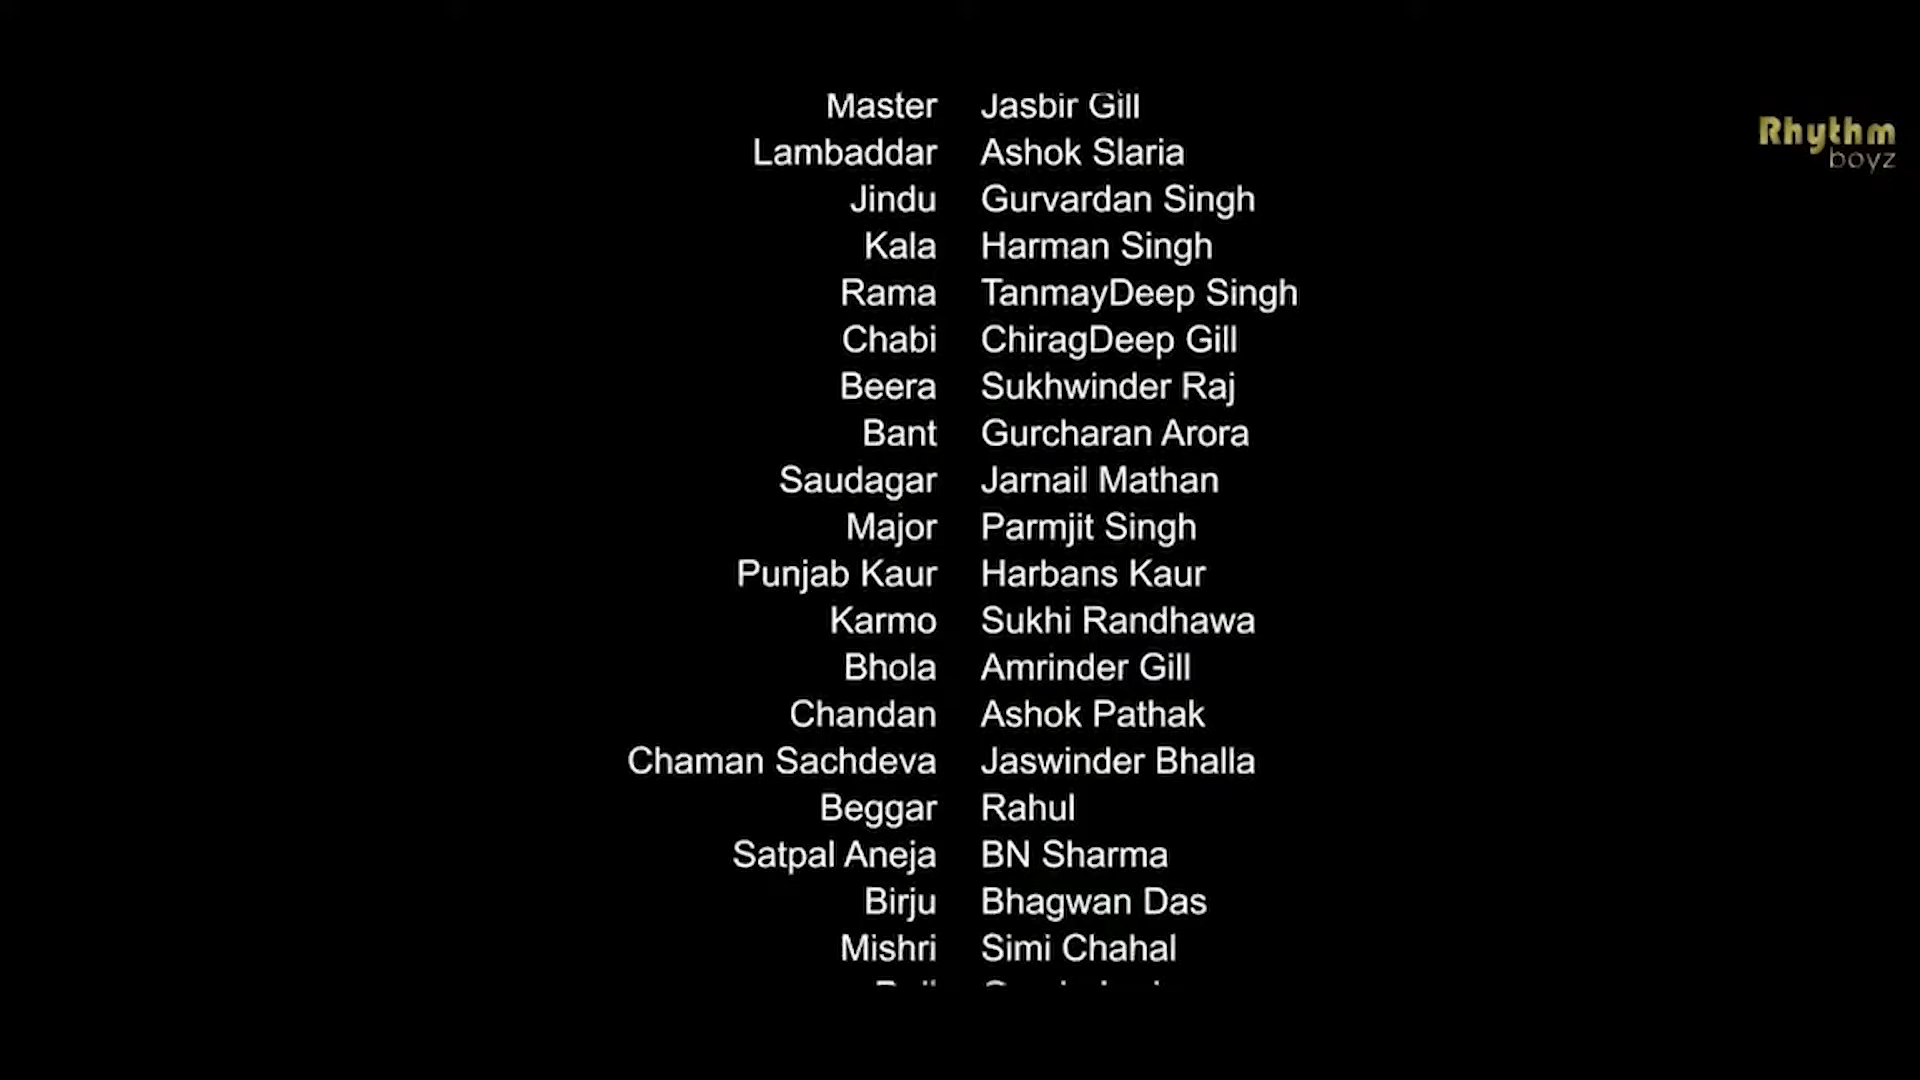 Master Jasbir Gill
Lambaddar Ashok Slaria
Jindu Gurvardan Singh
Kala Harman Singh
Rama TanmayDeep Singh
Chabi ChiragDeep Gill
Beera Sukhwinder Raj
Bant Gurcharan Arora
Saudagar Jarnail Mathan
Major Parmjit Singh
Punjab Kaur Harbans Kaur
Karmo Sukhi Randhawa
Bhola Amrinder Gill
Chandan Ashok Pathak
Chaman Sachdeva Jaswinder Bhalla
Beggar Rahul
Satpal Aneja BN Sharma
Birju Bhagwan Das
Mishri Simi Chahal
Rhythm
boyz